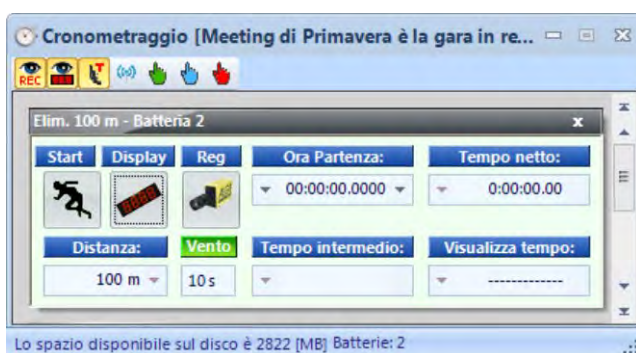 Cronometraggio [Meeting di Primavera è la gara in re...
REC
Elim. 100 m - Batteria 2
Start Display Reg Ora Partenza: Tempo netto:
00:00:00.0000 0:00:00.00
Distanza: Vento Tempo intermedio: Visualizza tempo:
100 m 10 s -------------
Lo spazio disponibile sul disco è 2822 [MB] Batterie: 2